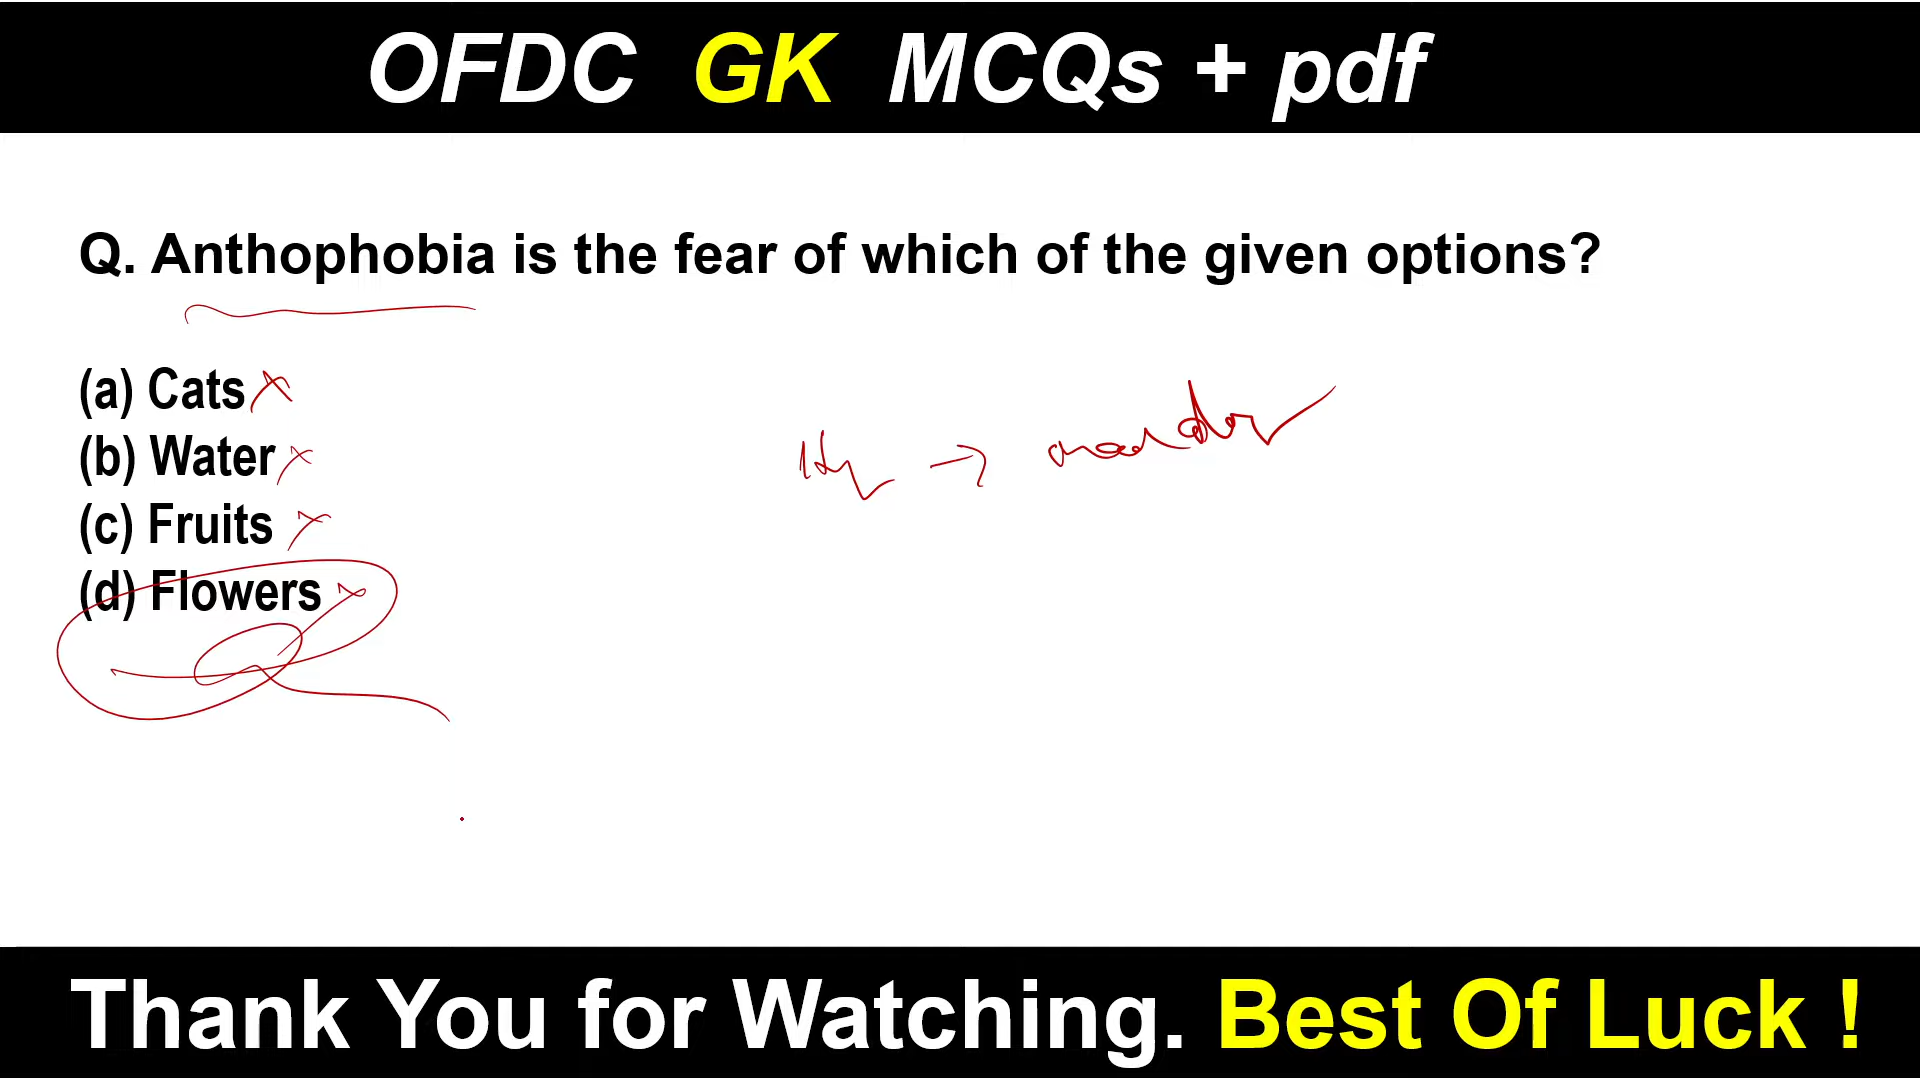 OFDC GK MCQs + pdf
Q. Anthophobia is the fear of which of the given options?
(a) Cats
(b) Water
(c) Fruits
(d) Flowers
Thank You for Watching. Best Of Luck !